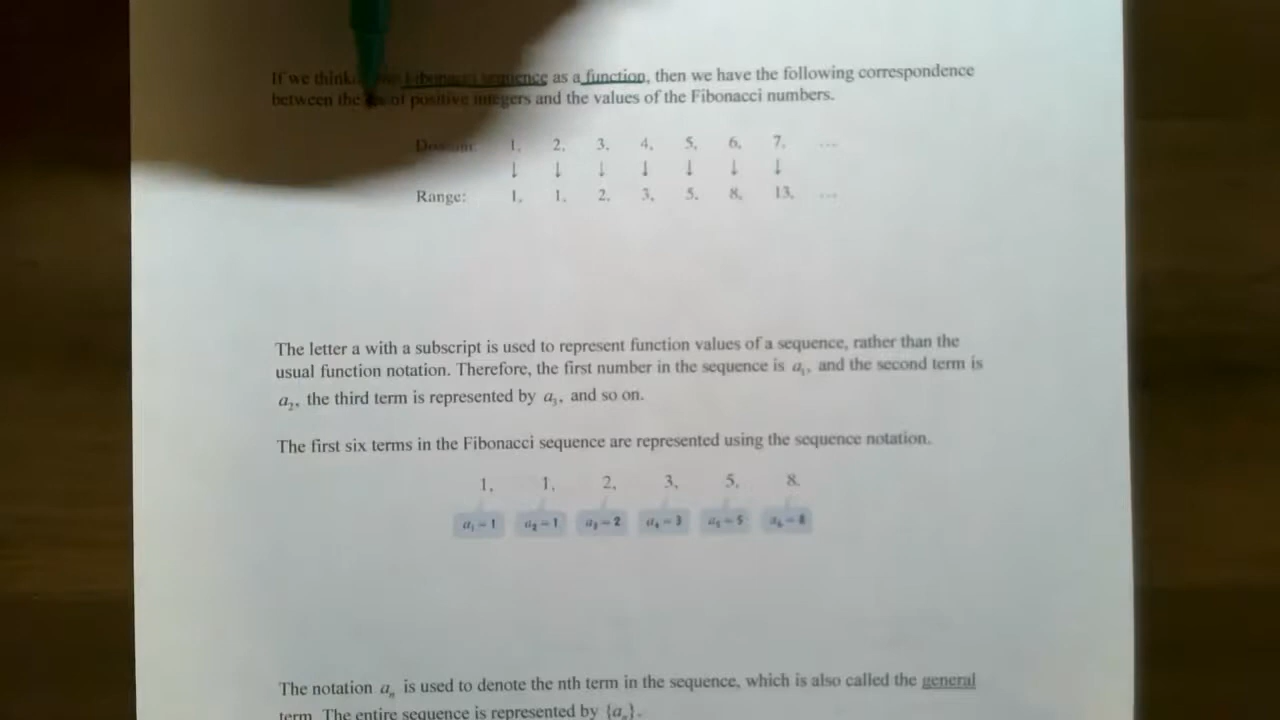 If we think Fibonacci sequence as a function, then we have the following correspondence
between the of positive integers and the values of the Fibonacci numbers.
Domain: 1, 2, 3, 4, 5, 6, 7, ...
↓ ↓ ↓ ↓ ↓ ↓ ↓
Range: 1, 1, 2, 3, 5, 8, 13, ...
The letter a with a subscript is used to represent function values of a sequence, rather than the
usual function notation. Therefore, the first number in the sequence is a₁, and the second term is
a₂, the third term is represented by a₃, and so on.
The first six terms in the Fibonacci sequence are represented using the sequence notation.
1, 1, 2, 3, 5, 8.
a₁ = 1 a₂ = 1 a₃ = 2 a₄ = 3 a₅ = 5 a₆ = 8
The notation aₙ is used to denote the nth term in the sequence, which is also called the general
term. The entire sequence is represented by {aₙ}.